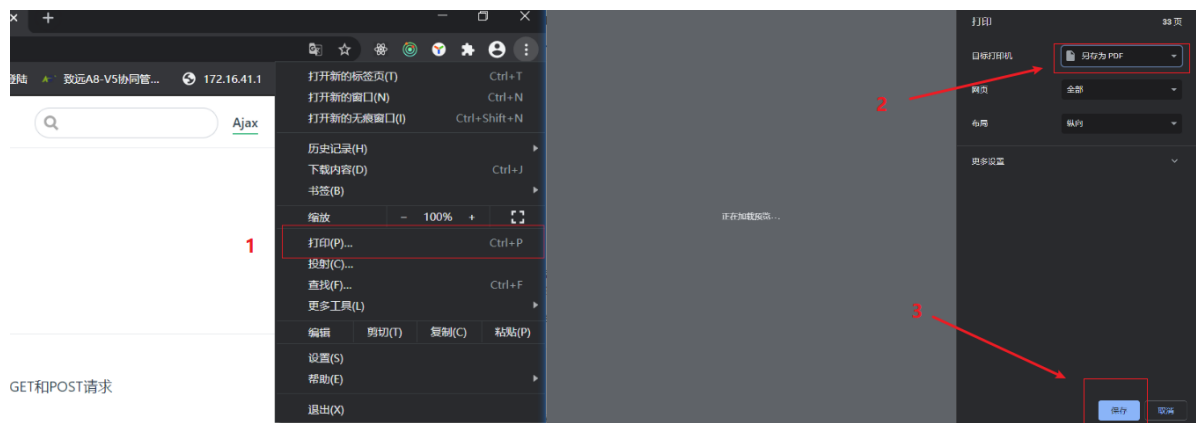 登陆 致远A8-V5协同管... 172.16.41.1
Ajax
GET和POST请求
1
打开新的标签页(T) Ctrl+T
打开新的窗口(N) Ctrl+N
打开新的无痕窗口(I) Ctrl+Shift+N
历史记录(H)
下载内容(D) Ctrl+J
书签(B)
缩放 - 100% +
打印(P)... Ctrl+P
投射(C)...
查找(F)... Ctrl+F
更多工具(L)
编辑 剪切(T) 复制(C) 粘贴(P)
设置(S)
帮助(E)
退出(X)
正在加载预览...
2
3
打印 33 页
目标打印机 另存为 PDF
网页 全部
布局 纵向
更多设置
保存 取消